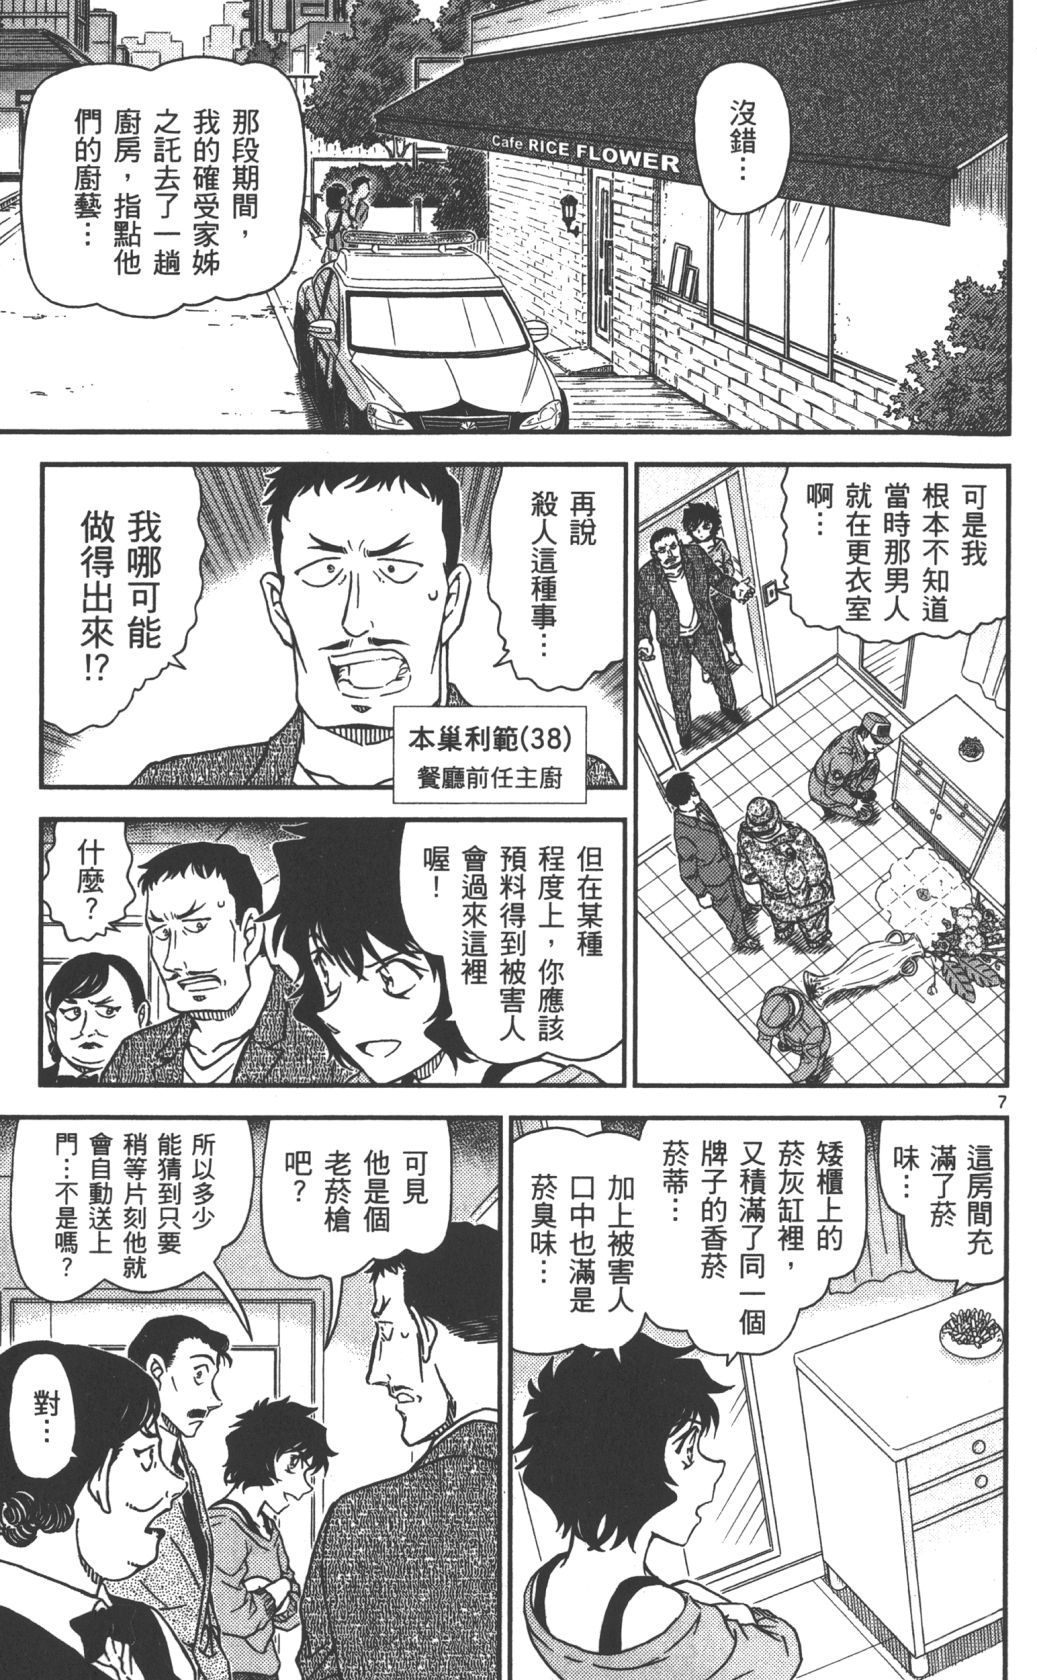 沒錯…
Cafe RICE FLOWER
那段期間，
我的確受家姊
之託去了一趟
廚房，指點他
們的廚藝…
可是我
根本不知道
當時那男人
就在更衣室
啊…
再說
殺人這種事…
我哪可能
做得出來!?
本巢利範(38)
餐廳前任主廚
但在某種
程度上，你應該
預料得到被害人
會過來這裡
喔！
什麼？
7
這房間充
滿了菸
味…
矮櫃上的
菸灰缸裡，
又積滿了同一個
牌子的香菸
菸蒂…
加上被害人
口中也滿是
菸臭味…
可見
他是個
老菸槍
吧？
所以多少
能猜到只要
稍等片刻他就
會自動送上
門…不是嗎？
對…